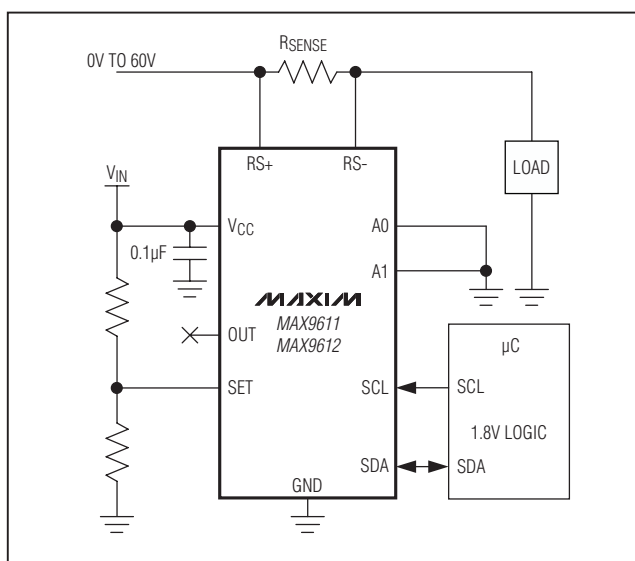 RSENSE
0V TO 60V
RS+
RS-
LOAD
VIN
VCC
A0
0.1µF
A1
MAXIM
MAX9611
MAX9612
µC
OUT
SET
SCL
SCL
1.8V LOGIC
SDA
SDA
GND